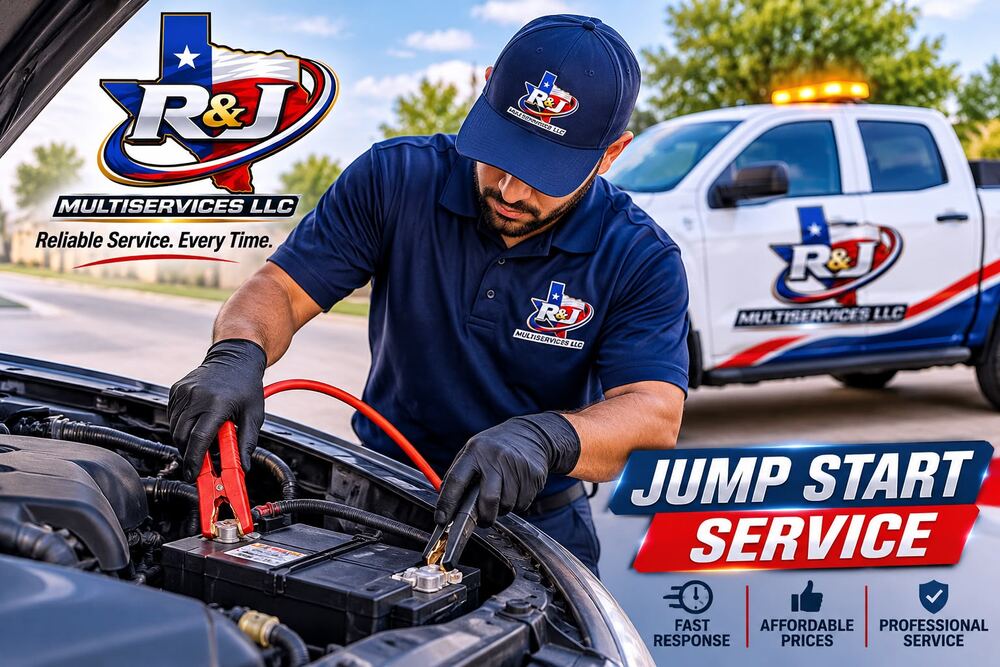 R&J
MULTISERVICES LLC
Reliable Service. Every Time.
R&J
MULTISERVICES LLC
R&J
MULTISERVICES LLC
R&J
MULTISERVICES LLC
JUMP START
SERVICE
FAST
RESPONSE
AFFORDABLE
PRICES
PROFESSIONAL
SERVICE